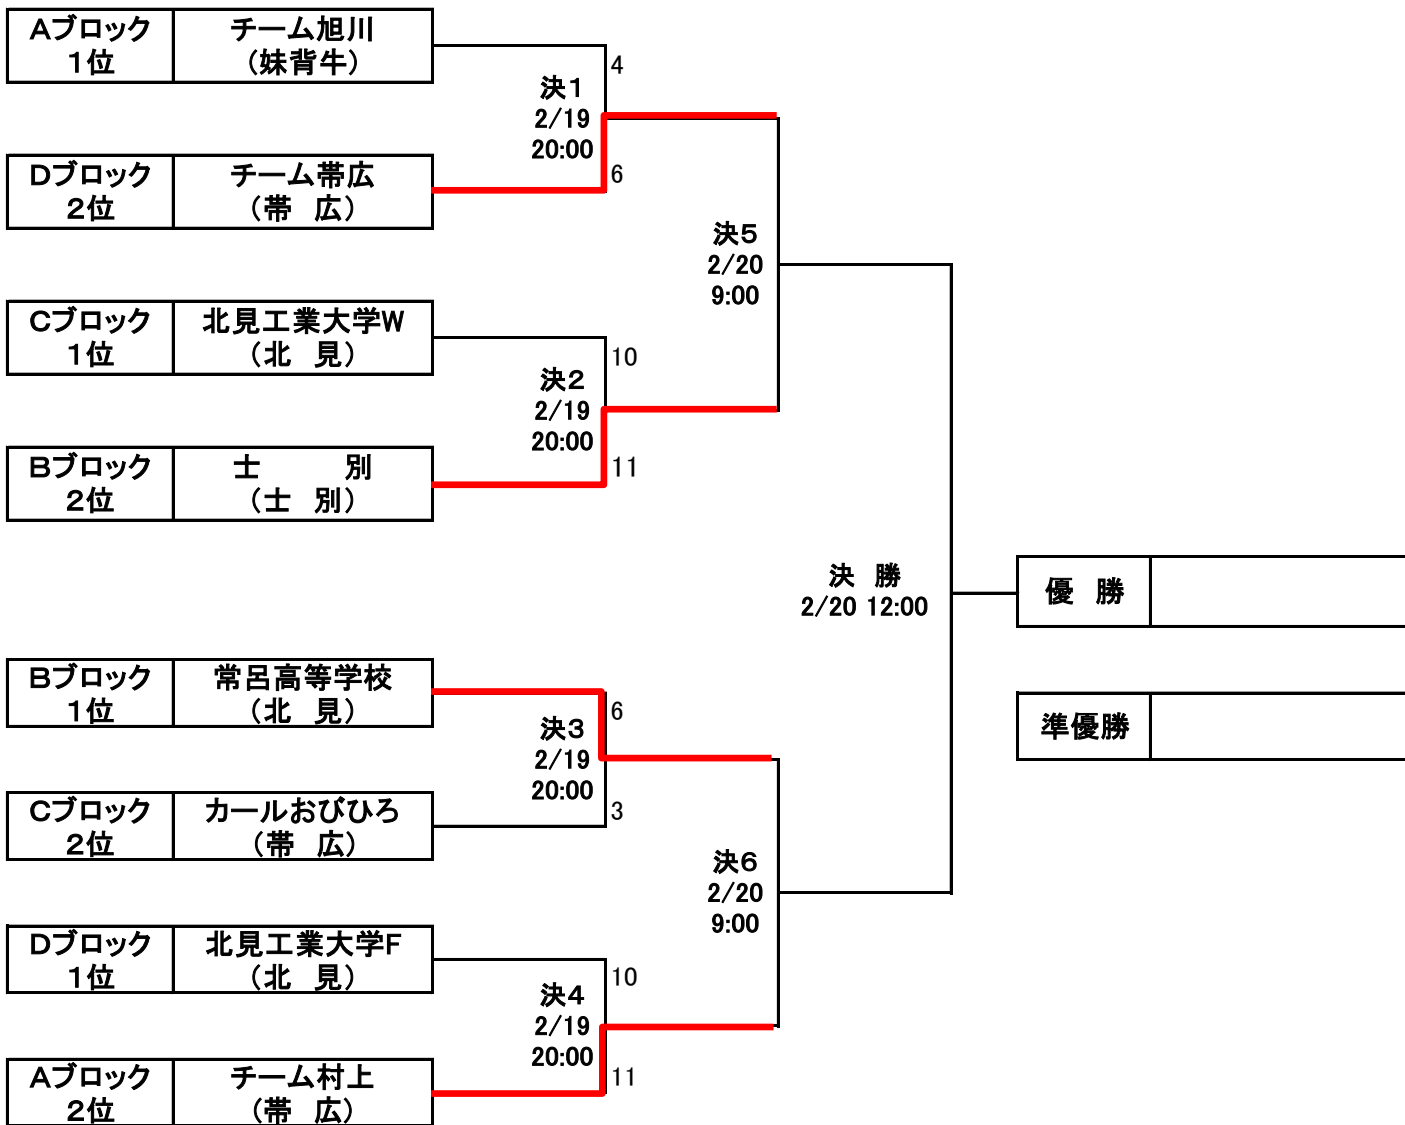 Aブロック
1位
チーム旭川
(妹背牛)
4
決1
2/19
20:00
Dブロック
2位
チーム帯広
(帯　広)
6
決5
2/20
9:00
Cブロック
1位
北見工業大学W
(北　見)
10
決2
2/19
20:00
Bブロック
2位
士　　　別
(士　別)
11
決　勝
2/20 12:00
優　勝
準優勝
Bブロック
1位
常呂高等学校
(北　見)
6
決3
2/19
20:00
Cブロック
2位
カールおびひろ
(帯　広)
3
決6
2/20
9:00
Dブロック
1位
北見工業大学F
(北　見)
10
決4
2/19
20:00
Aブロック
2位
チーム村上
(帯　広)
11